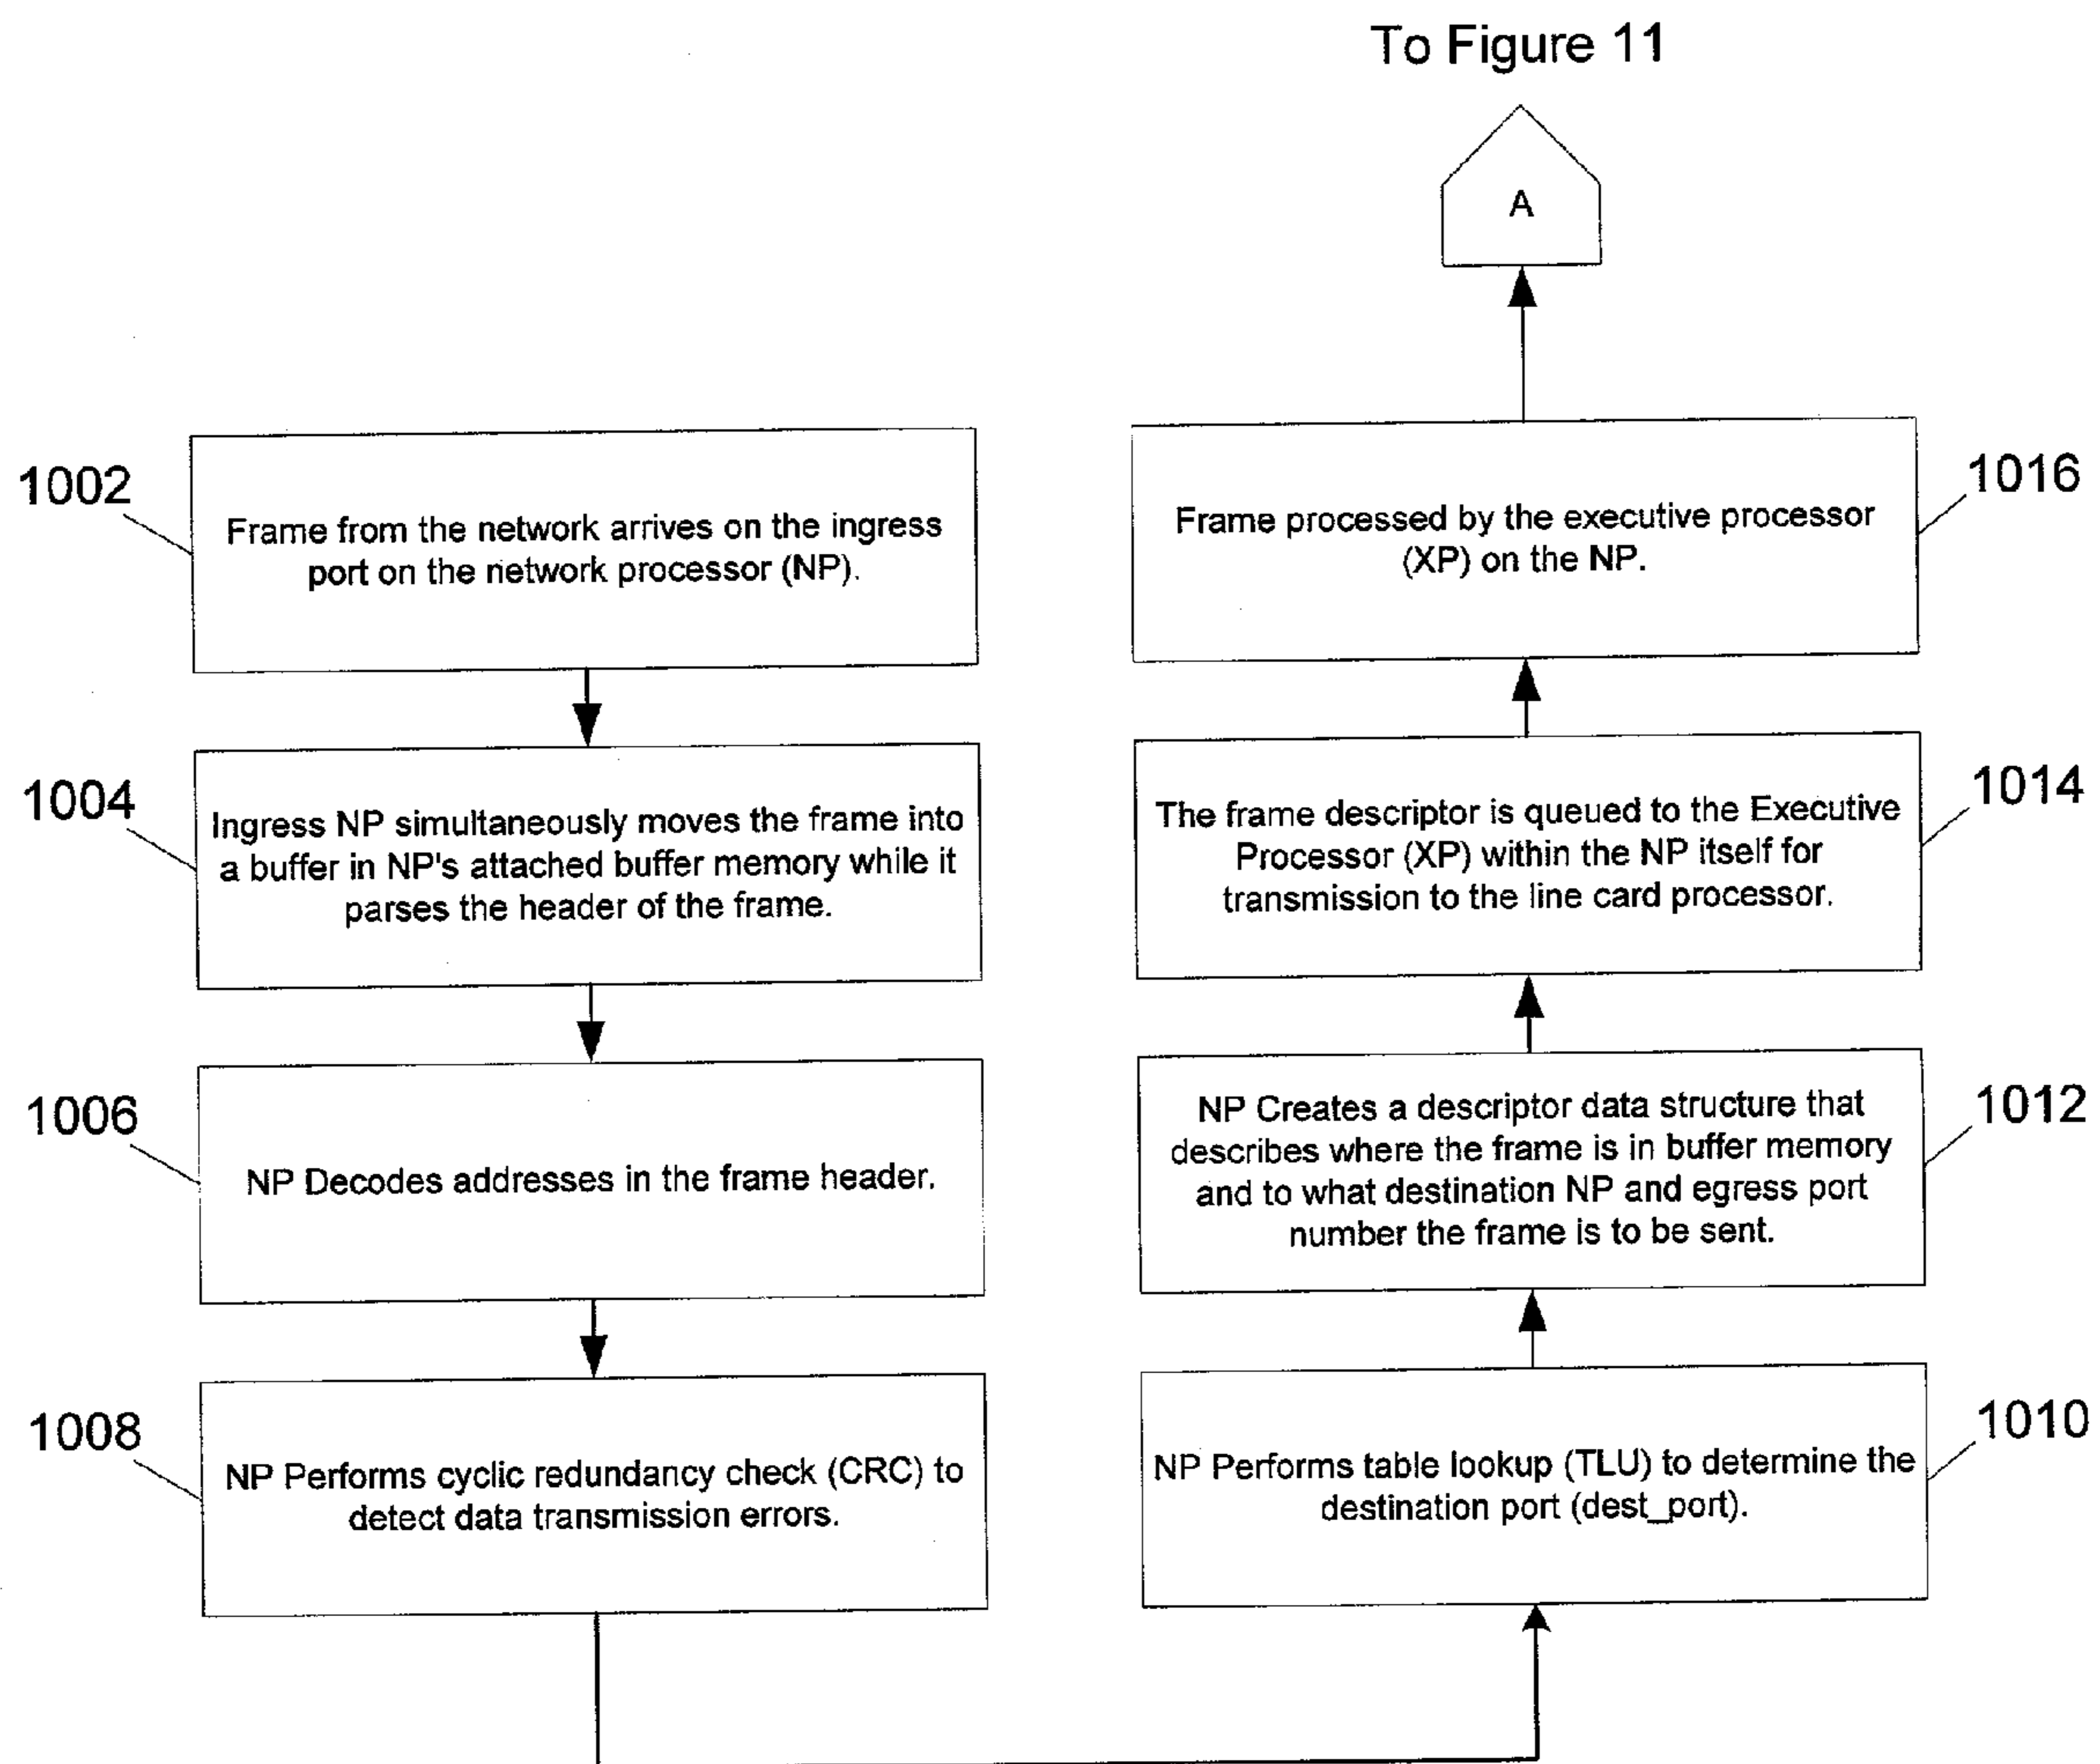 To Figure 11
A
1002
Frame from the network arrives on the ingress
port on the network processor (NP).
1004
Ingress NP simultaneously moves the frame into
a buffer in NP's attached buffer memory while it
parses the header of the frame.
1006
NP Decodes addresses in the frame header.
1008
NP Performs cyclic redundancy check (CRC) to
detect data transmission errors.
1010
NP Performs table lookup (TLU) to determine the
destination port (dest_port).
1012
NP Creates a descriptor data structure that
describes where the frame is in buffer memory
and to what destination NP and egress port
number the frame is to be sent.
1014
The frame descriptor is queued to the Executive
Processor (XP) within the NP itself for
transmission to the line card processor.
1016
Frame processed by the executive processor
(XP) on the NP.